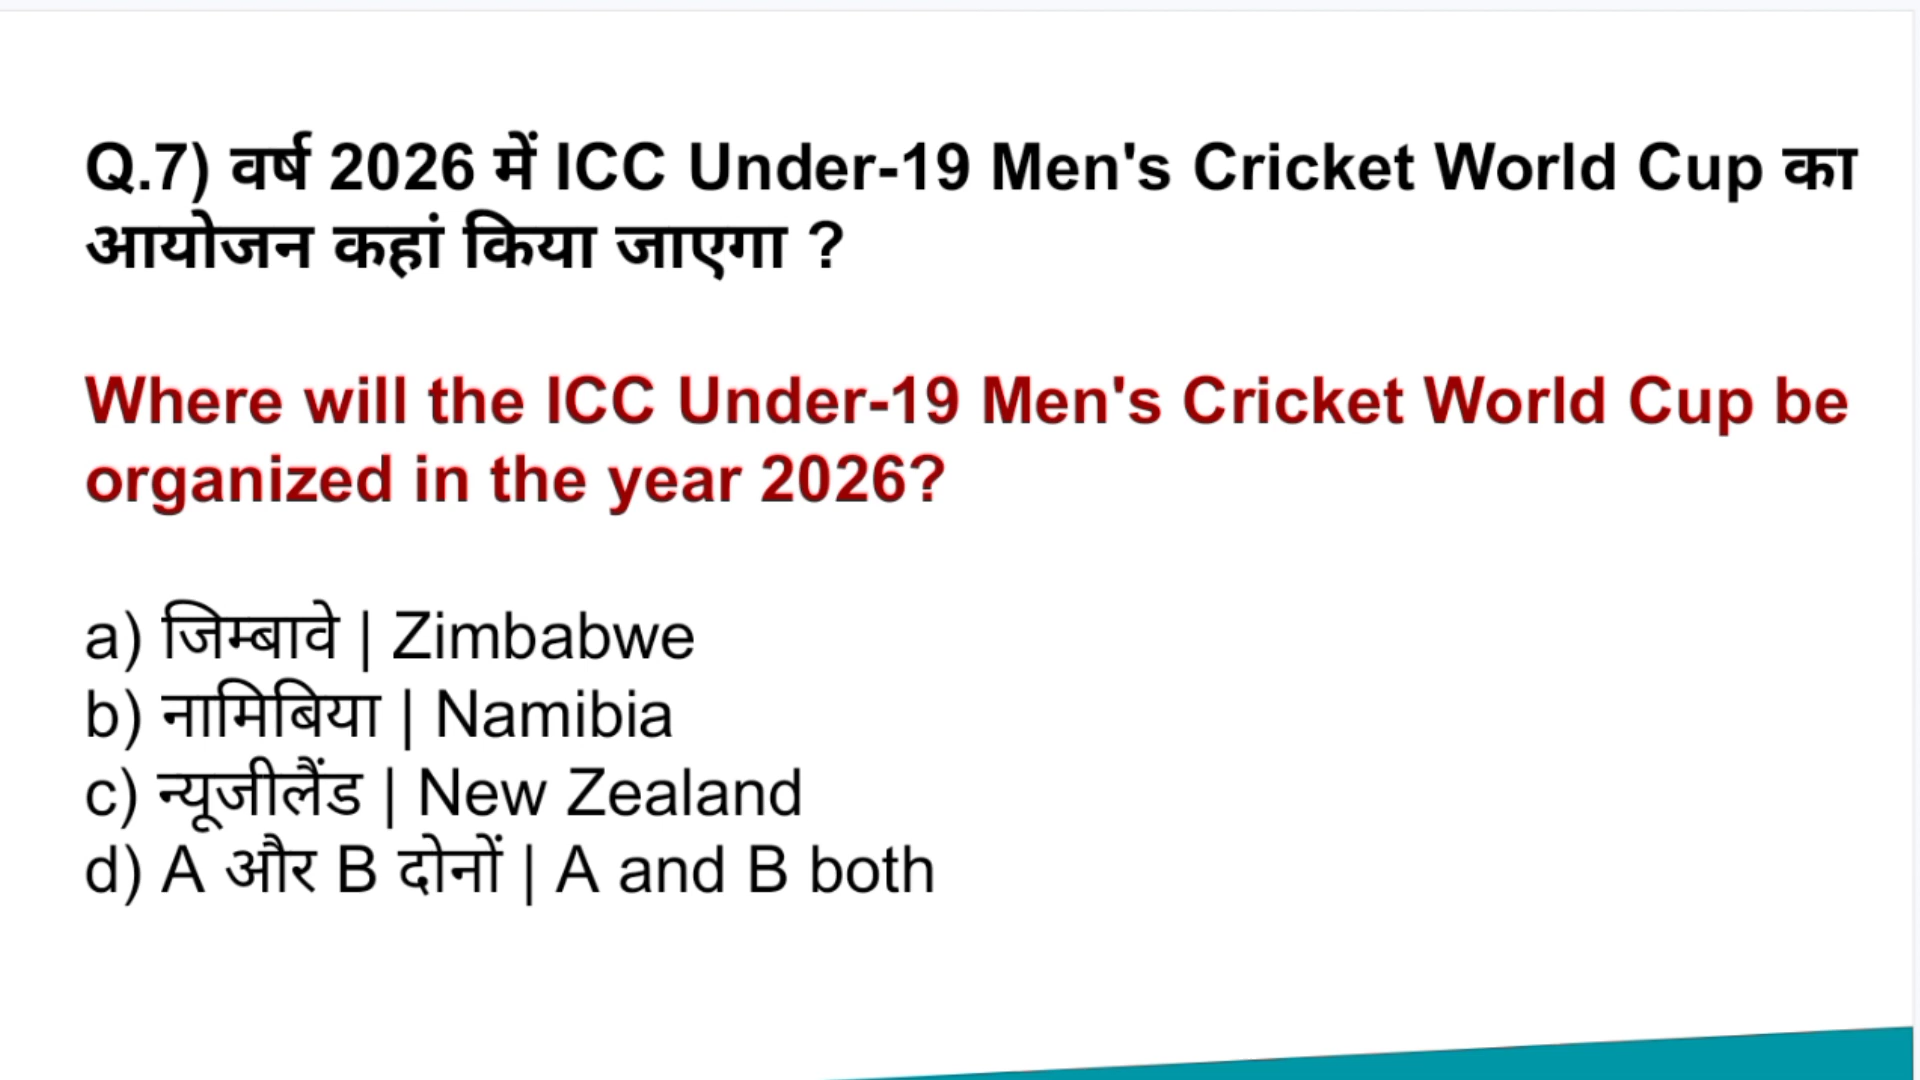 Q.7) वर्ष 2026 में ICC Under-19 Men's Cricket World Cup का
आयोजन कहां किया जाएगा ?
Where will the ICC Under-19 Men's Cricket World Cup be
organized in the year 2026?
a) जिम्बावे | Zimbabwe
b) नामिबिया | Namibia
c) न्यूजीलैंड | New Zealand
d) A और B दोनों | A and B both